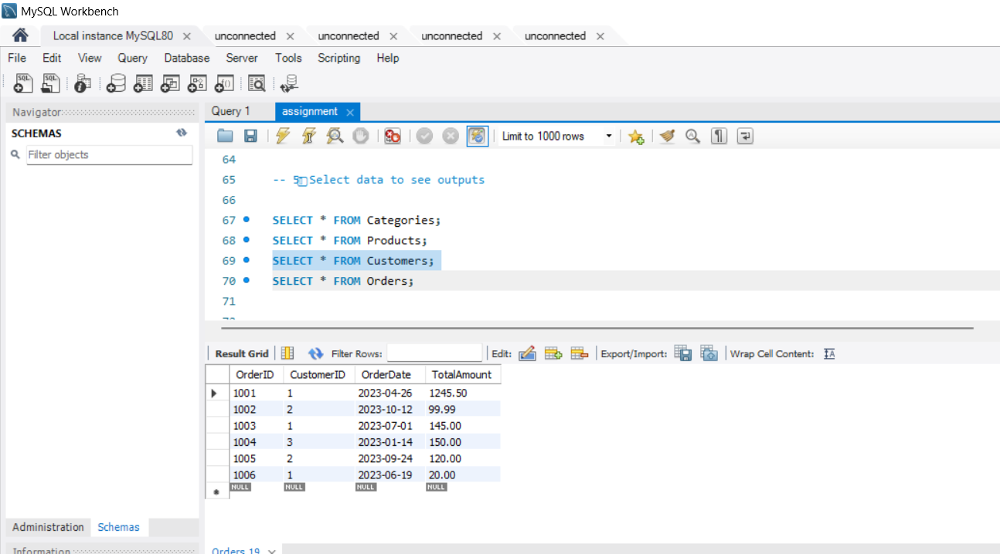 MySQL Workbench
Local instance MySQL80 unconnected unconnected unconnected unconnected
File Edit View Query Database Server Tools Scripting Help
SQL SQL
Navigator
SCHEMAS
Filter objects
Administration Schemas
Information
Query 1 assignment
Limit to 1000 rows
64
65 -- 5 Select data to see outputs
66
67 SELECT * FROM Categories;
68 SELECT * FROM Products;
69 SELECT * FROM Customers;
70 SELECT * FROM Orders;
71
72
Result Grid Filter Rows: Edit: Export/Import: Wrap Cell Content: IA
OrderID CustomerID OrderDate TotalAmount
1001 1 2023-04-26 1245.50
1002 2 2023-10-12 99.99
1003 1 2023-07-01 145.00
1004 3 2023-01-14 150.00
1005 2 2023-09-24 120.00
1006 1 2023-06-19 20.00
NULL NULL NULL NULL
Orders 19